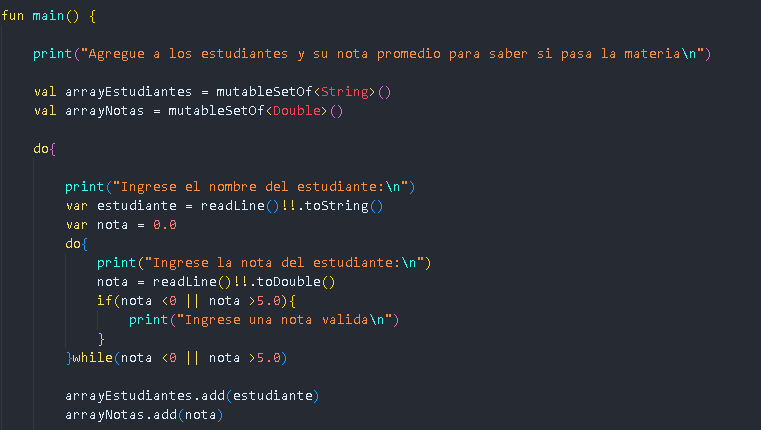 fun main() {
print("Agregue a los estudiantes y su nota promedio para saber si pasa la materia\n")
val arrayEstudiantes = mutableSetOf<String>()
val arrayNotas = mutableSetOf<Double>()
do{
print("Ingrese el nombre del estudiante:\n")
var estudiante = readLine()!!.toString()
var nota = 0.0
do{
print("Ingrese la nota del estudiante:\n")
nota = readLine()!!.toDouble()
if(nota <0 || nota >5.0){
print("Ingrese una nota valida\n")
}
}while(nota <0 || nota >5.0)
arrayEstudiantes.add(estudiante)
arrayNotas.add(nota)